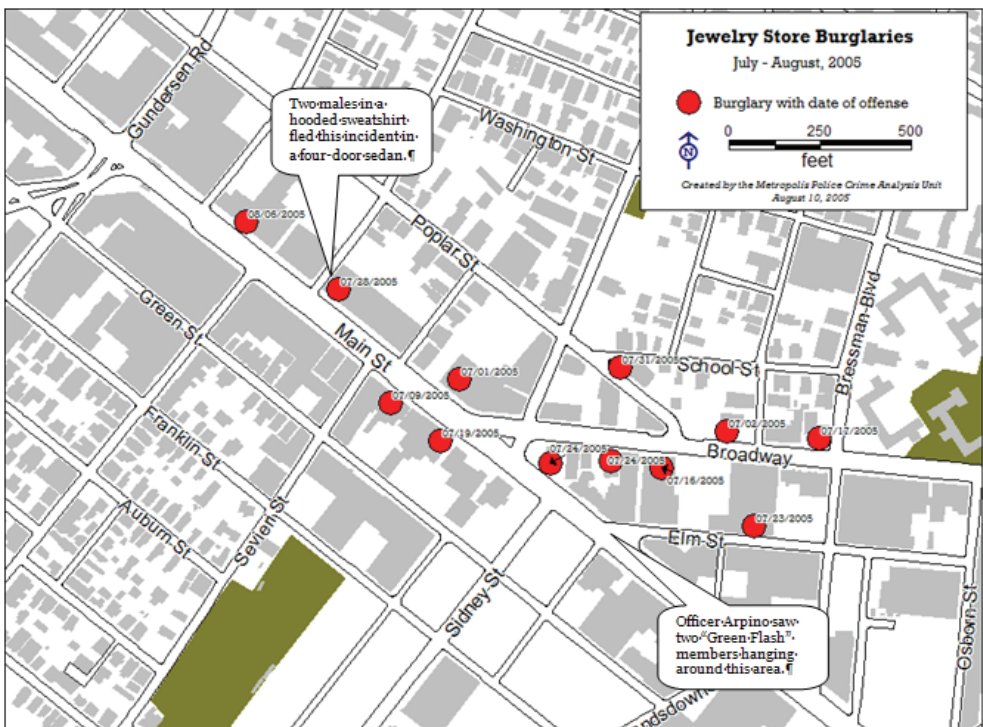 Jewelry Store Burglaries
July - August, 2005
Burglary with date of offense
0 250 500
feet
N
Created by the Metropolis Police Crime Analysis Unit
August 10, 2005
Gundersen Rd
Two·males·in·a·
hooded·sweatshirt·
fled·this·incident·in·
a·four-door·sedan.¶
Washington St
08/06/2005
Poplar St
07/28/2005
Bressman Blvd
Green St
Main St
07/31/2005
School St
07/01/2005
07/09/2005
07/02/2005
07/17/2005
Franklin St
07/19/2005
Broadway
07/24/2005
07/24/2005
07/16/2005
Auburn St
Sevier St
07/23/2005
Elm St
Sidney St
Officer·Arpino·saw·
two·“Green·Flash”·
members·hanging·
around·this·area.¶
Osborn St